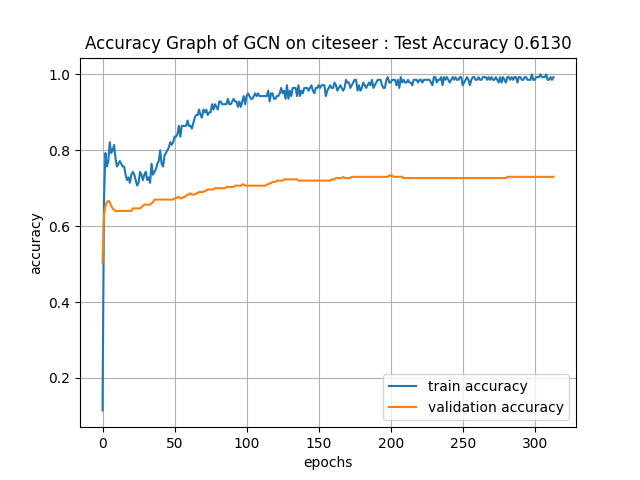 Accuracy Graph of GCN on citeseer : Test Accuracy 0.6130
1.0
0.8
0.6
0.4
0.2
accuracy
train accuracy
validation accuracy
0 50 100 150 200 250 300
epochs